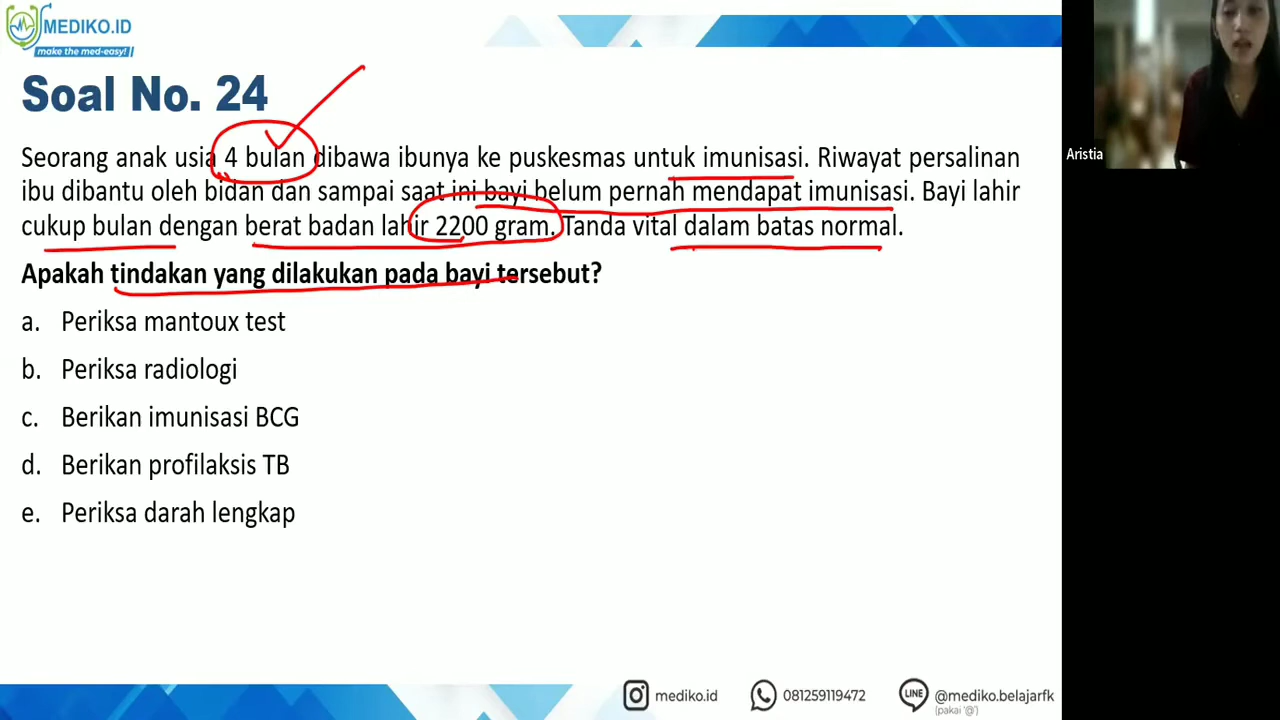 MEDIKO.ID
make the med-easy!
Soal No. 24
Seorang anak usia 4 bulan dibawa ibunya ke puskesmas untuk imunisasi. Riwayat persalinan
ibu dibantu oleh bidan dan sampai saat ini bayi belum pernah mendapat imunisasi. Bayi lahir
cukup bulan dengan berat badan lahir 2200 gram. Tanda vital dalam batas normal.
Apakah tindakan yang dilakukan pada bayi tersebut?
a. Periksa mantoux test
b. Periksa radiologi
c. Berikan imunisasi BCG
d. Berikan profilaksis TB
e. Periksa darah lengkap
Aristia
mediko.id
081259119472
LINE
@mediko.belajarfk
(pakai '@')